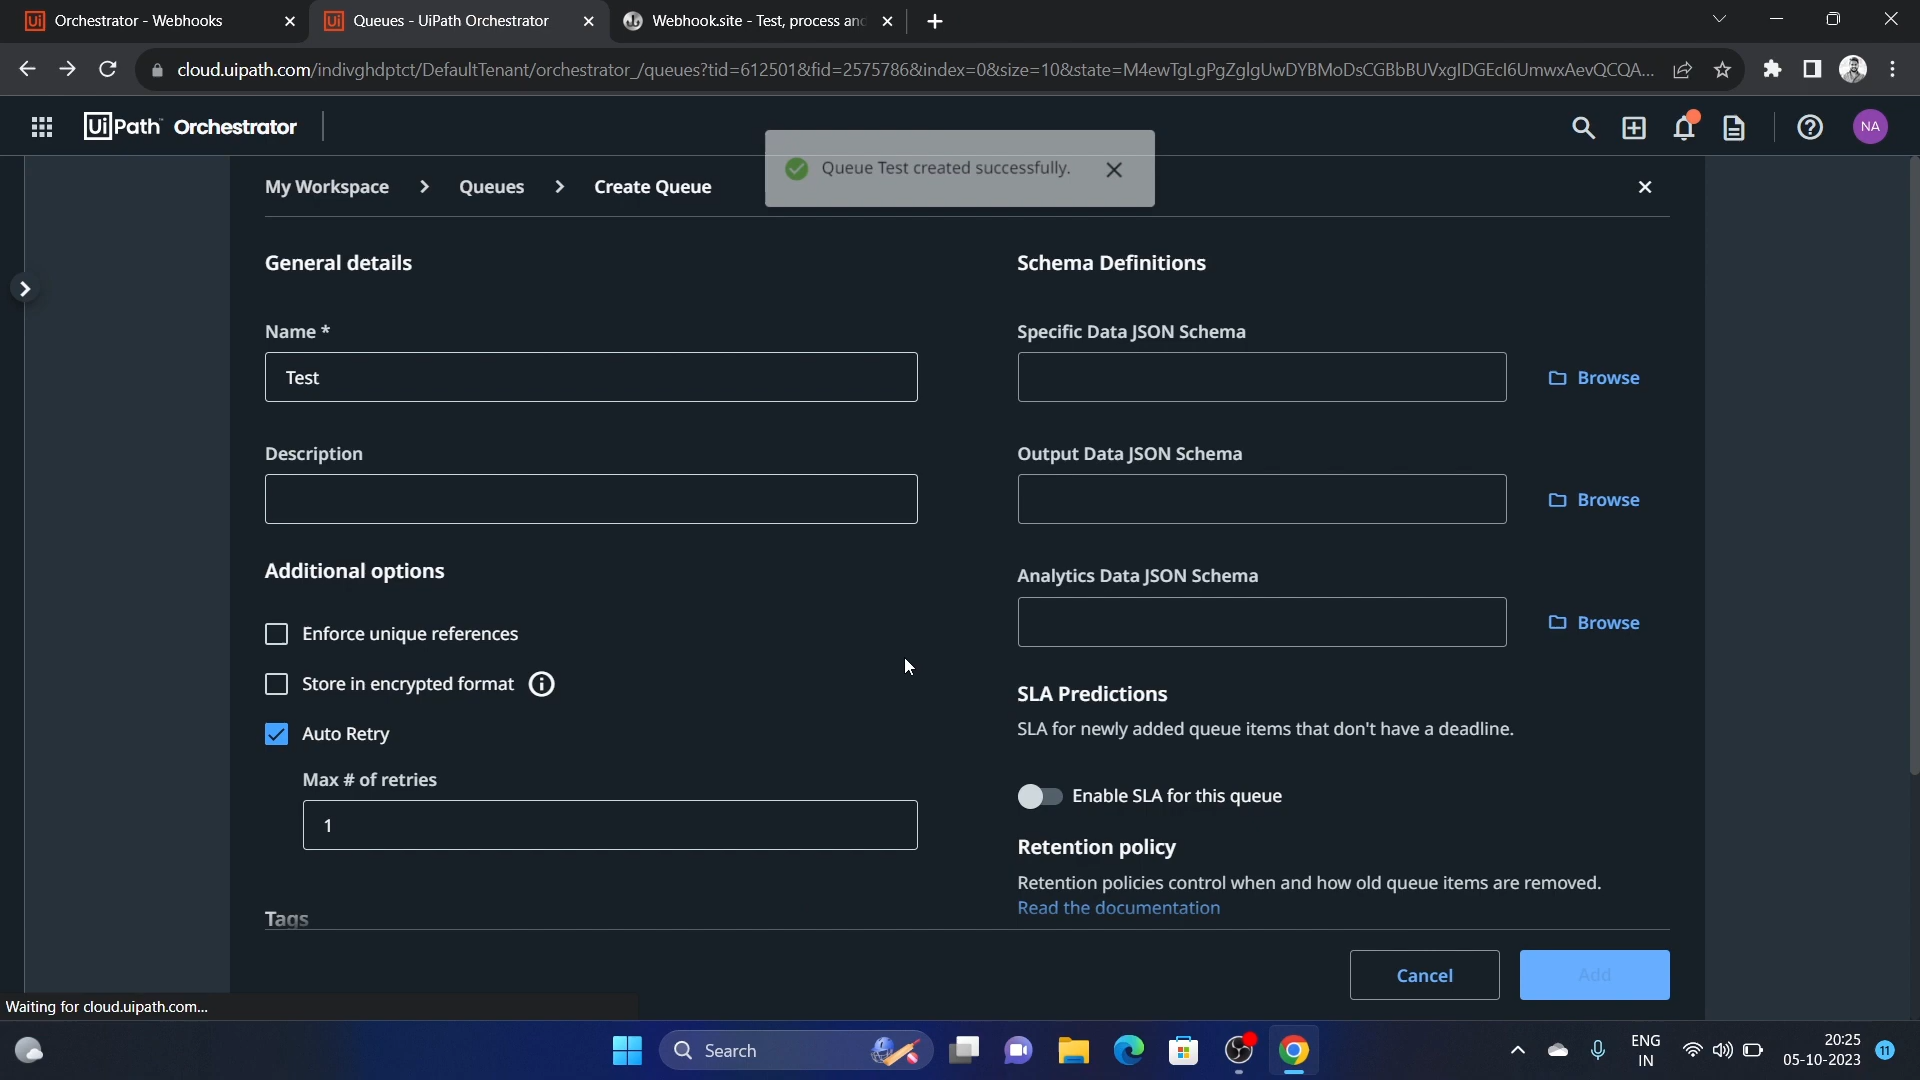 Orchestrator - Webhooks
Queues - UiPath Orchestrator
Webhook.site - Test, process and
cloud.uipath.com/indivghdptct/DefaultTenant/orchestrator_/queues?tid=612501&fid=2575786&index=0&size=10&state=M4ewTgLgPgZglgUwDYBMoDsCGBbBUVxgIDGEcI6UmwxAevQCQA...
UiPath Orchestrator
NA
Queue Test created successfully.
My Workspace > Queues > Create Queue
General details
Schema Definitions
Name *
Specific Data JSON Schema
Test
Browse
Description
Output Data JSON Schema
Browse
Additional options
Analytics Data JSON Schema
Browse
Enforce unique references
Store in encrypted format
SLA Predictions
SLA for newly added queue items that don't have a deadline.
Auto Retry
Max # of retries
Enable SLA for this queue
1
Retention policy
Retention policies control when and how old queue items are removed.
Read the documentation
Tags
Cancel
Add
Waiting for cloud.uipath.com...
Search
ENG
IN
20:25
05-10-2023
11